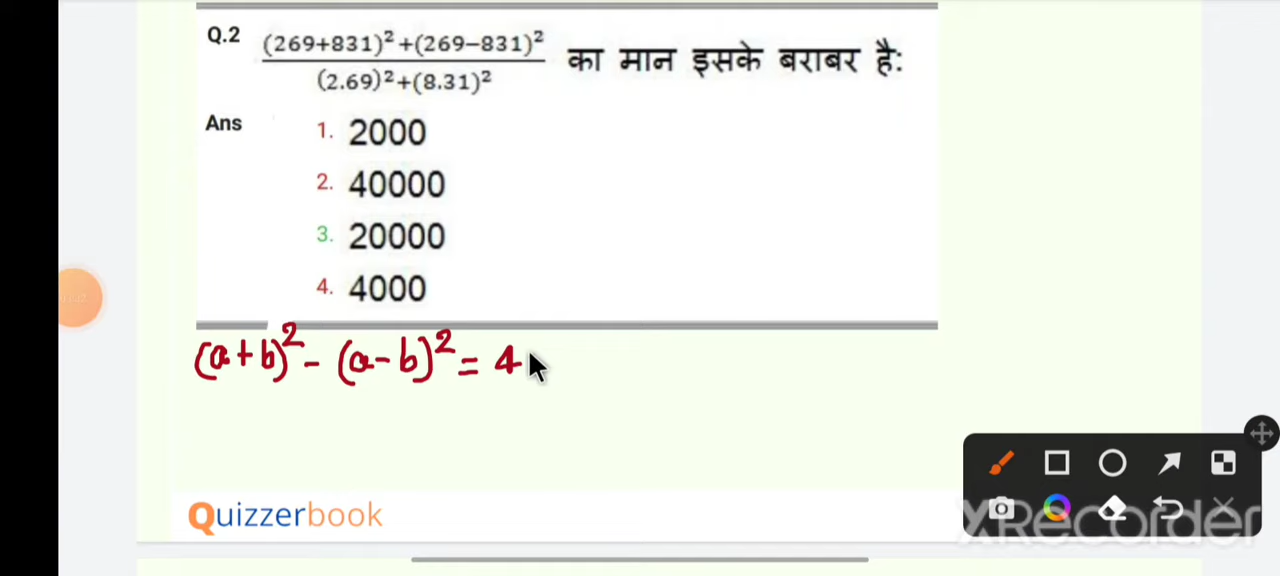 Q.2 (269+831)²+(269−831)² / (2.69)²+(8.31)² का मान इसके बराबर है:
Ans 1. 2000
2. 40000
3. 20000
4. 4000
(a+b)² - (a-b)² = 4
Quizzerbook
XRecorder